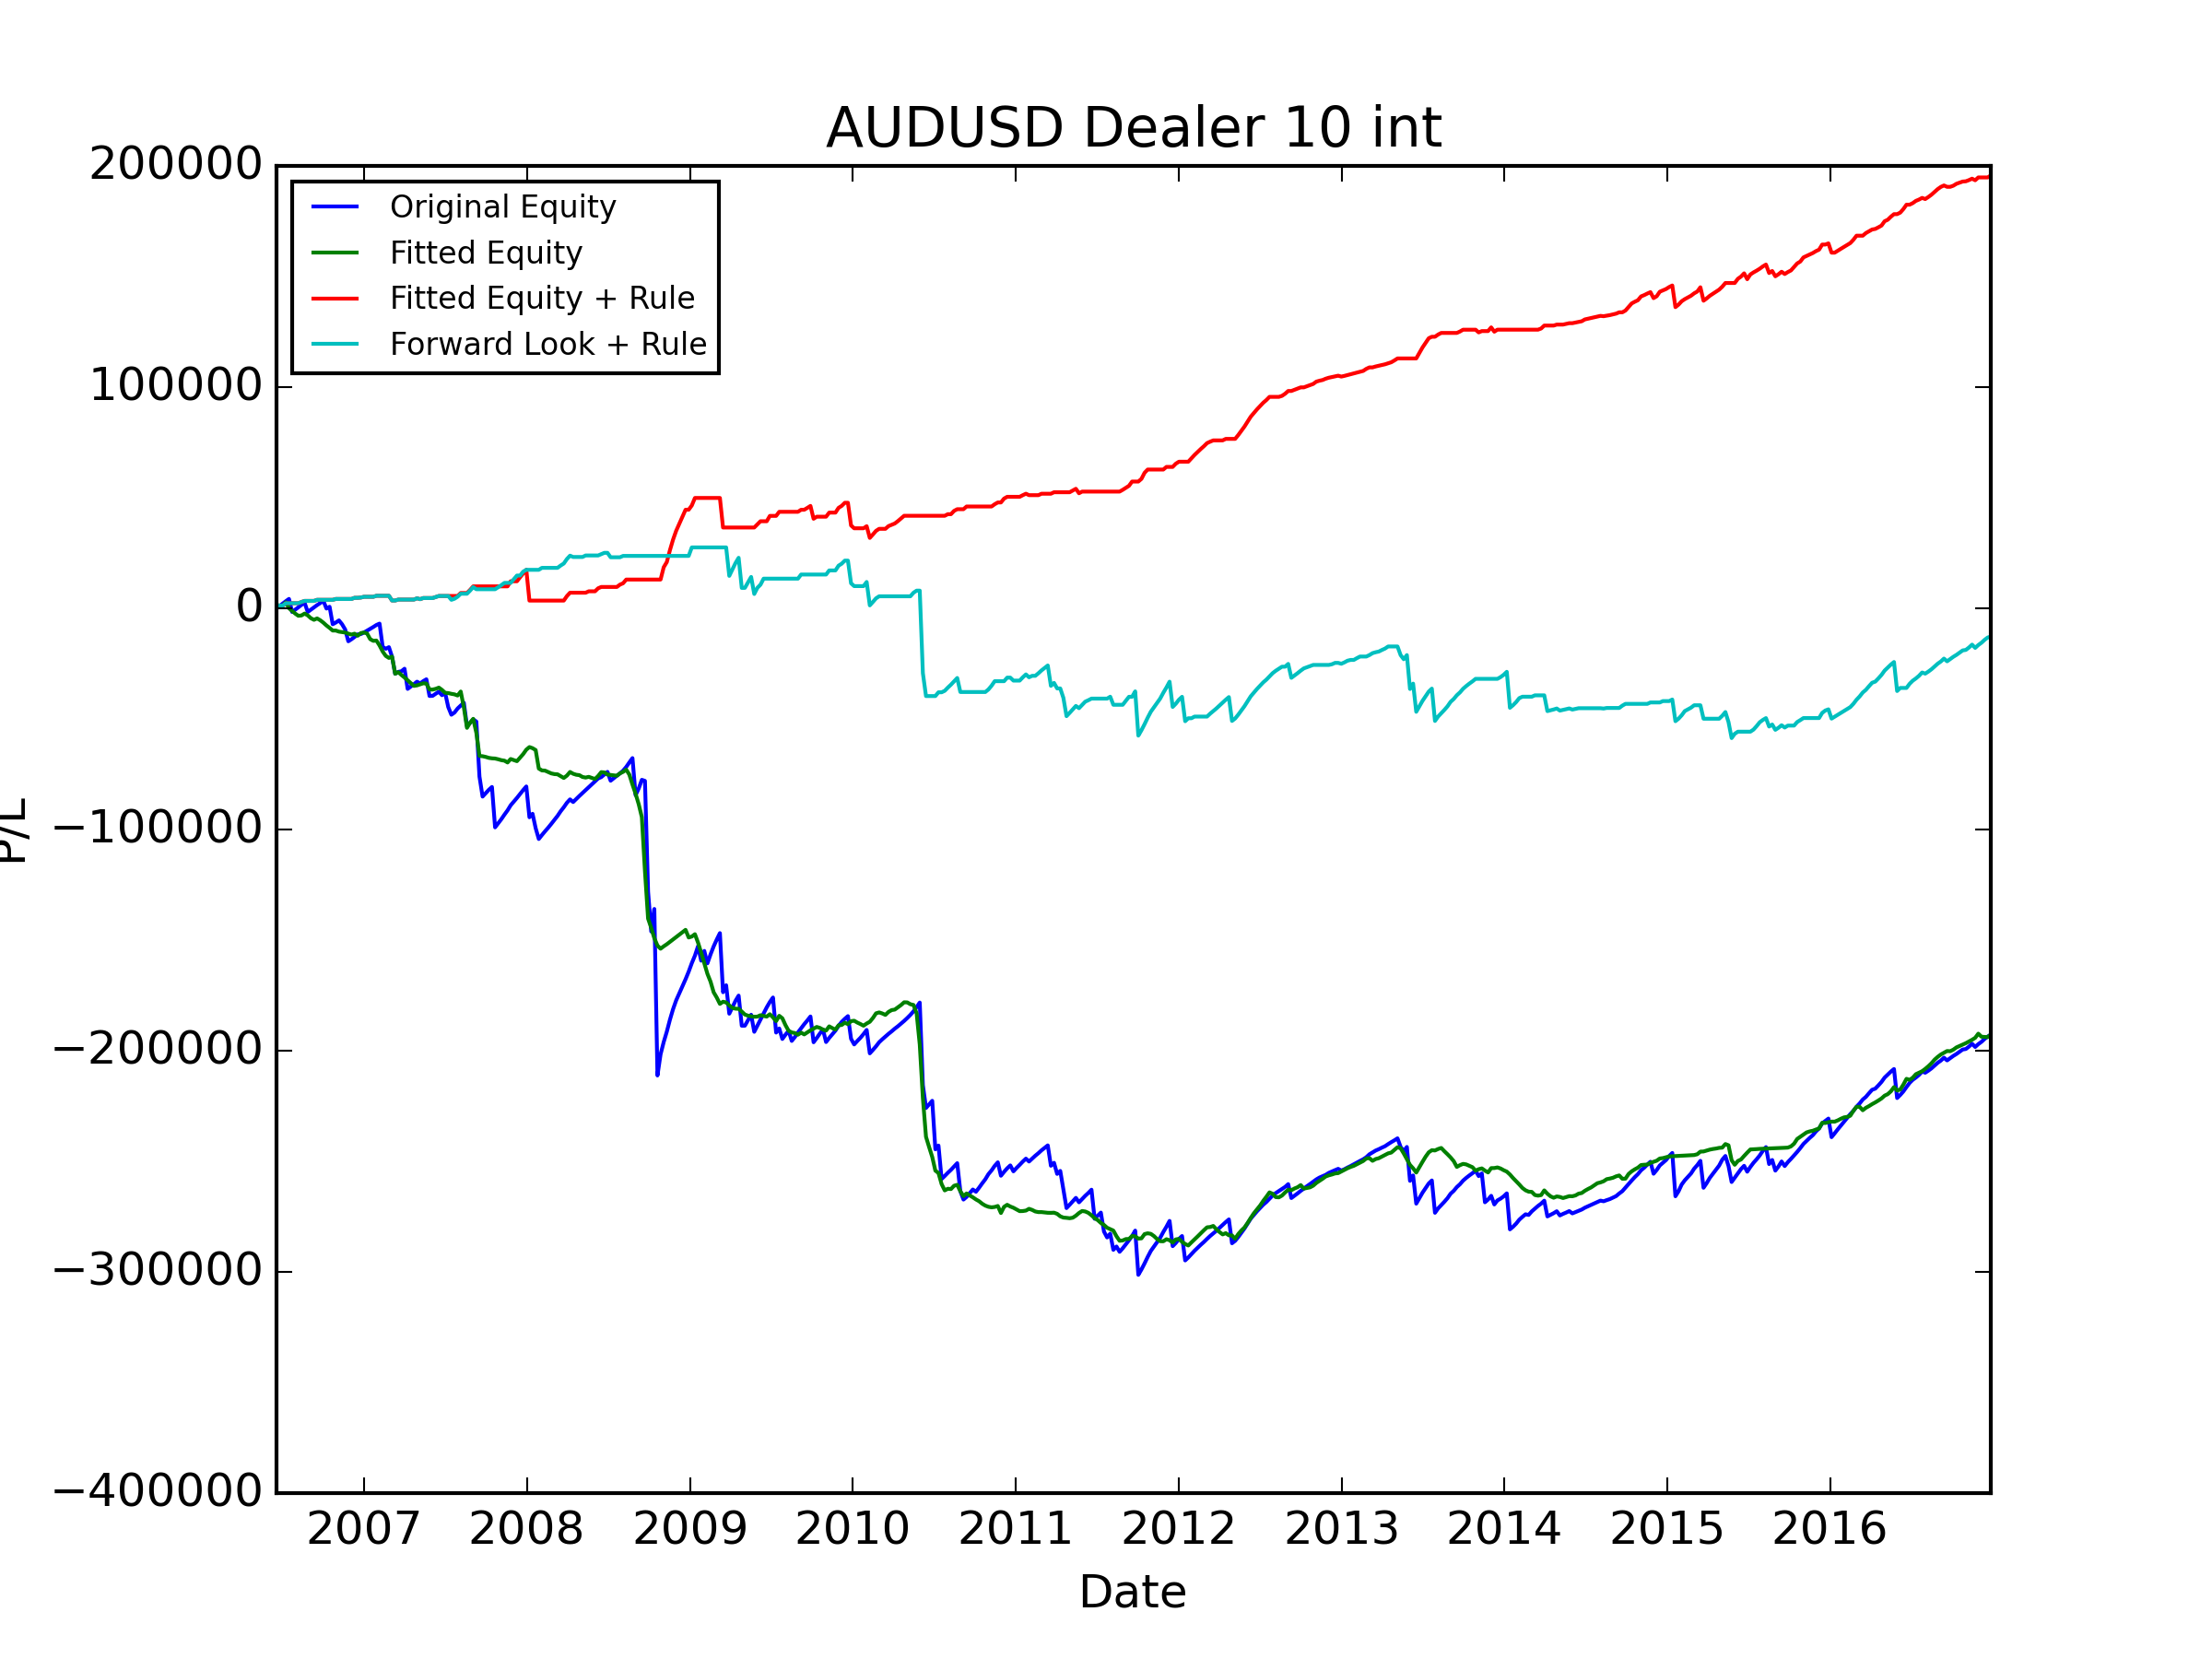 AUDUSD Dealer 10 int
200000
100000
0
−100000
−200000
−300000
−400000
P/L
Original Equity
Fitted Equity
Fitted Equity + Rule
Forward Look + Rule
2007 2008 2009 2010 2011 2012 2013 2014 2015 2016
Date